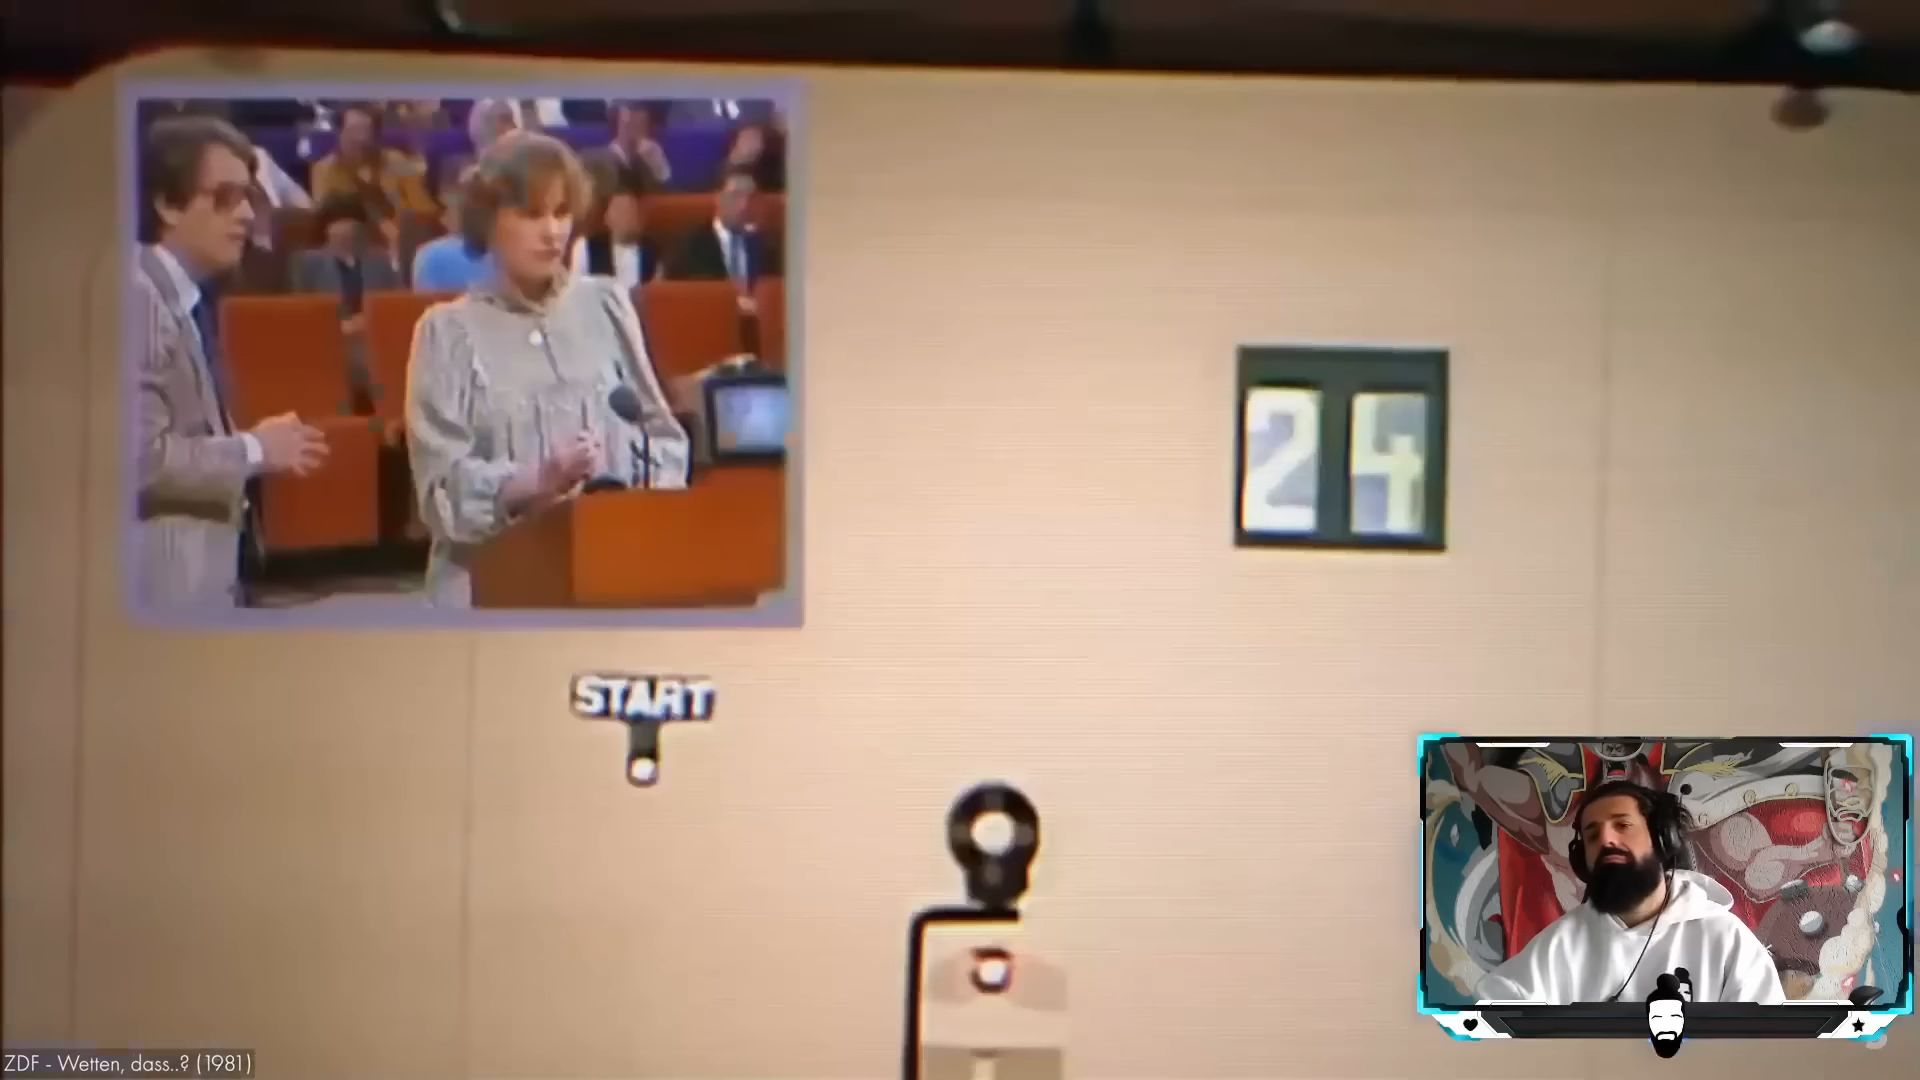 24
START
ZDF - Wetten, dass..? (1981)